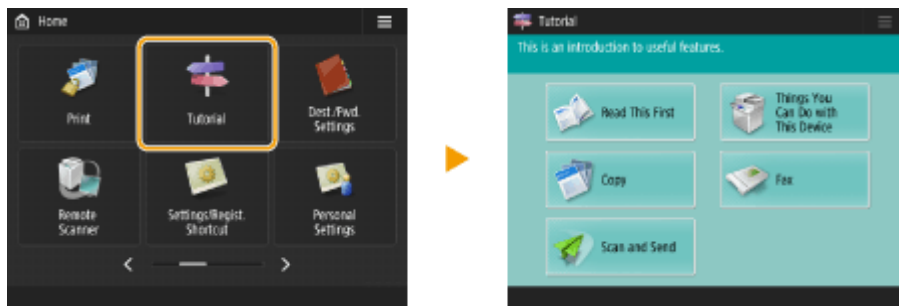 Home
Print
Tutorial
Dest./Fwd.
Settings
Remote
Scanner
Settings/Regist.
Shortcut
Personal
Settings
Tutorial
This is an introduction to useful features.
Read This First
Things You
Can Do with
This Device
Copy
Fax
Scan and Send